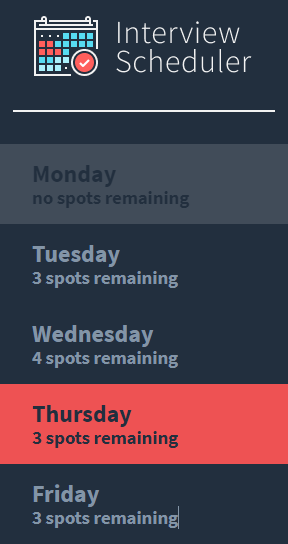 Interview
Scheduler
Monday
no spots remaining
Tuesday
3 spots remaining
Wednesday
4 spots remaining
Thursday
3 spots remaining
Friday
3 spots remaining